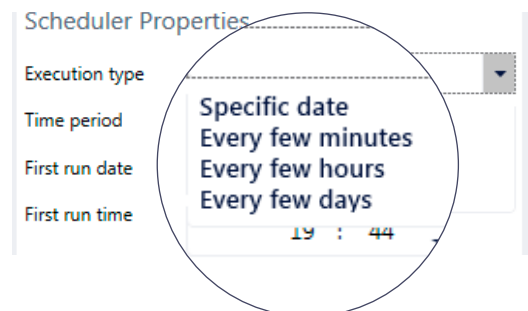 Scheduler Properties
Execution type
Time period
First run date
First run time
Specific date
Every few minutes
Every few hours
Every few days
19 : 44